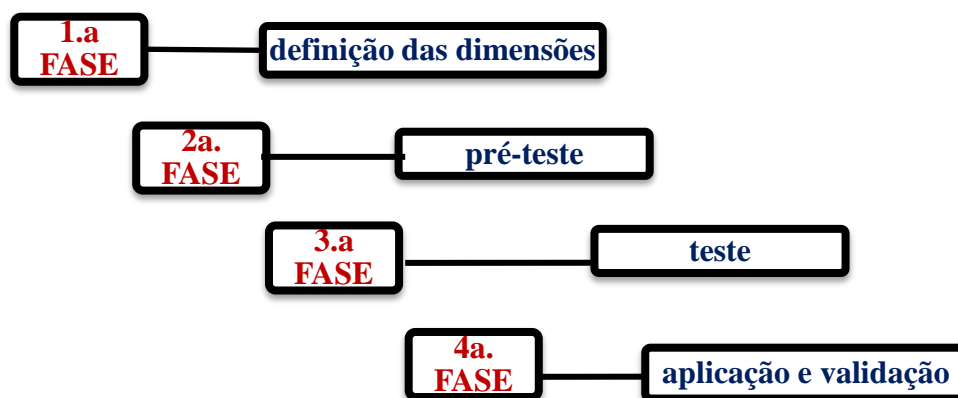 1.a
FASE
definição das dimensões
2a.
FASE
pré-teste
3.a
FASE
teste
4a.
FASE
aplicação e validação